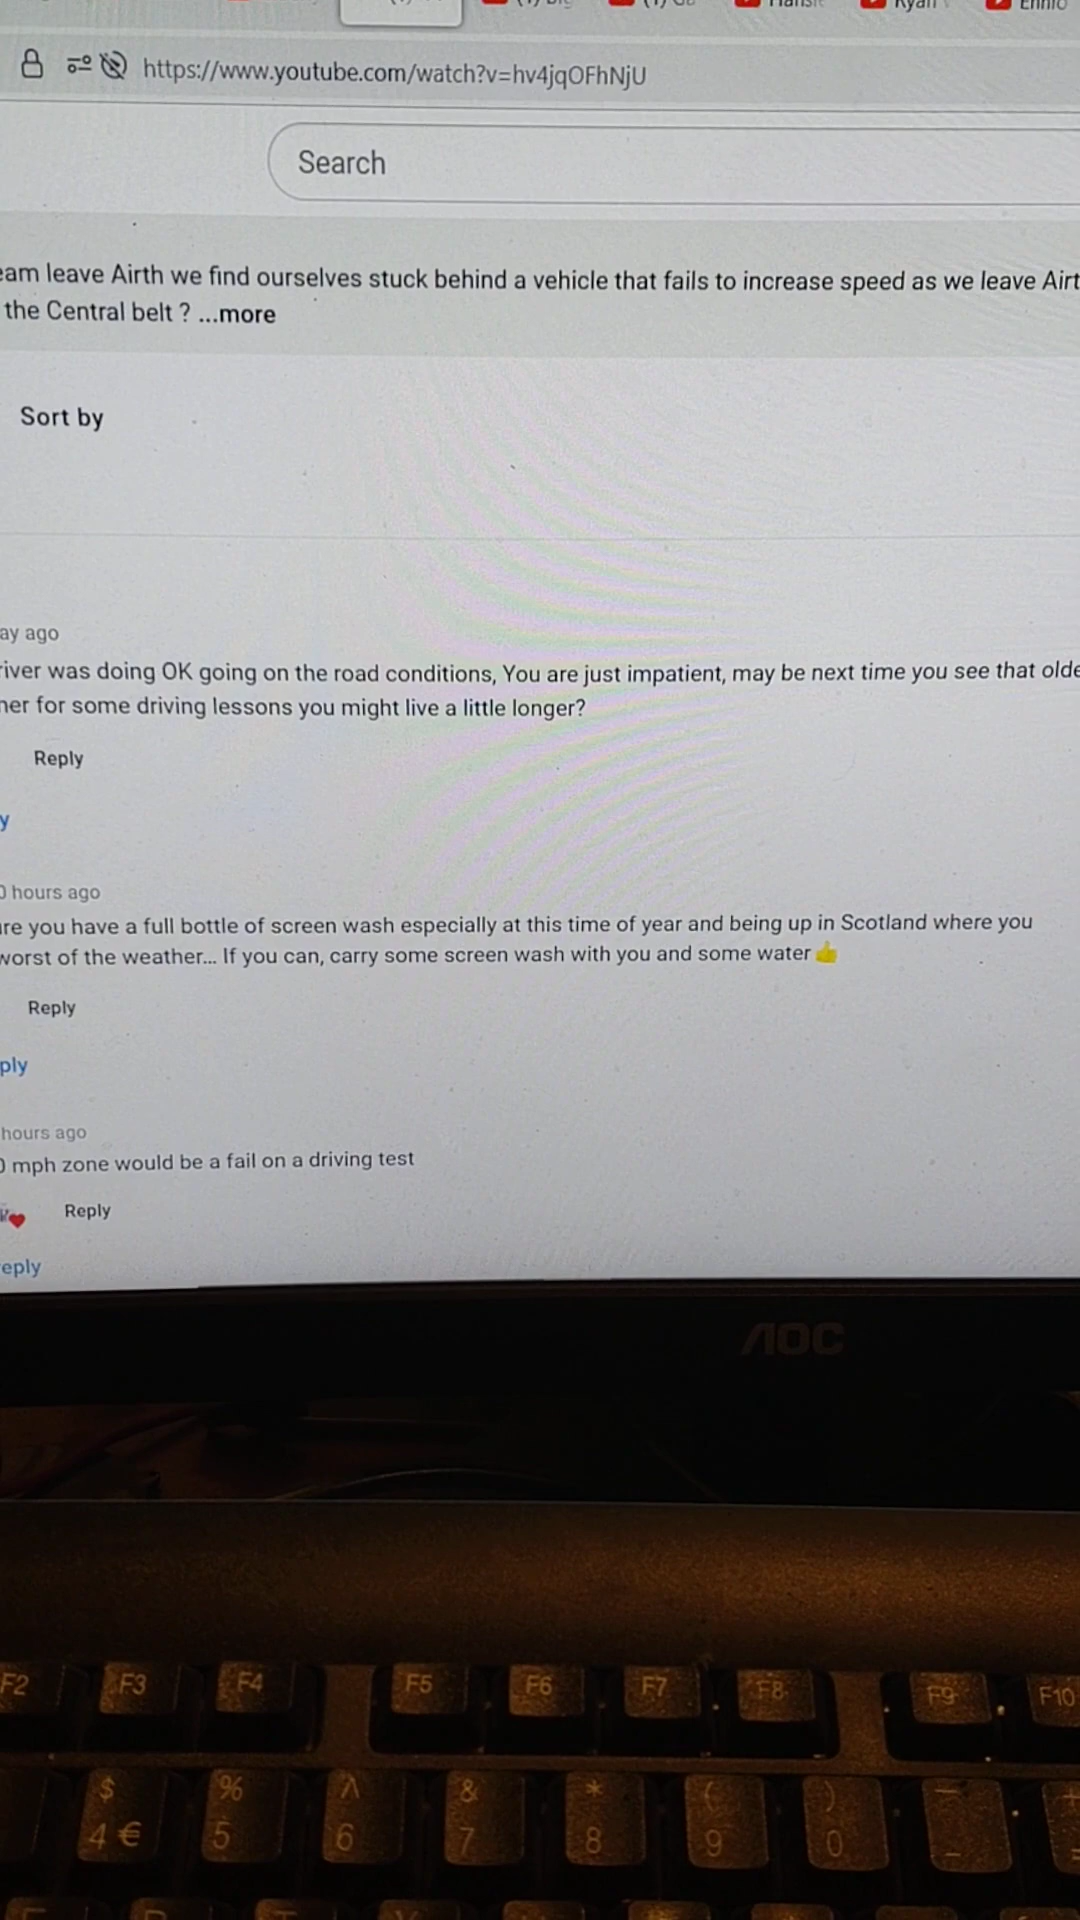 https://www.youtube.com/watch?v=hv4jqOFhNjU
Search
eam leave Airth we find ourselves stuck behind a vehicle that fails to increase speed as we leave Airt
the Central belt ? ...more
Sort by
ay ago
river was doing OK going on the road conditions, You are just impatient, may be next time you see that olde
ner for some driving lessons you might live a little longer?
Reply
y
0 hours ago
ure you have a full bottle of screen wash especially at this time of year and being up in Scotland where you
worst of the weather... If you can, carry some screen wash with you and some water👍
Reply
ply
hours ago
0 mph zone would be a fail on a driving test
Reply
eply
AOC
F2 F3 F4 F5 F6 F7 F8 F9 F10
$ % ^ & * ( )
4 € 5 6 7 8 9 0 -